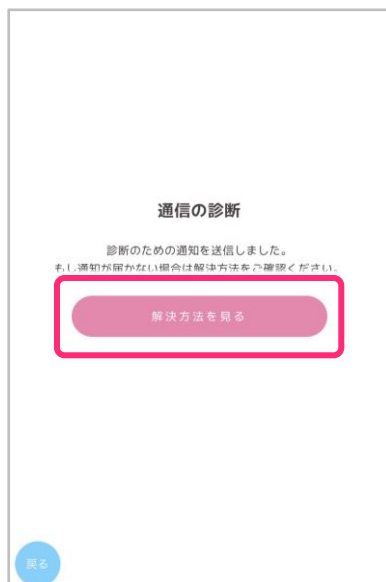 通信の診断
診断のための通知を送信しました。
もし通知が届かない場合は解決方法をご確認ください。
解決方法を見る
戻る